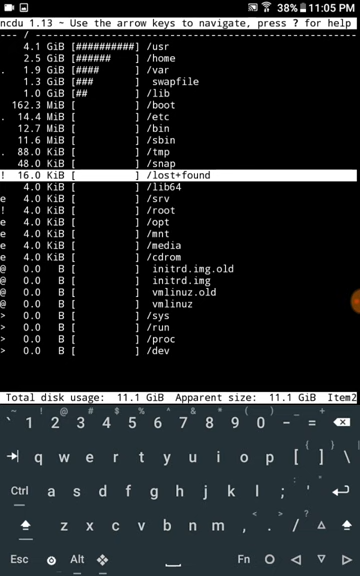 38% 11:05 PM
ncdu 1.13 ~ Use the arrow keys to navigate, press ? for help
--- / ---
4.1 GiB [##########] /usr
2.5 GiB [######    ] /home
. 1.9 GiB [####      ] /var
1.3 GiB [###       ]  swapfile
1.0 GiB [##        ] /lib
162.3 MiB [          ] /boot
14.4 MiB [          ] /etc
12.7 MiB [          ] /bin
11.6 MiB [          ] /sbin
. 88.0 KiB [          ] /tmp
48.0 KiB [          ] /snap
! 16.0 KiB [          ] /lost+found
4.0 KiB [          ] /lib64
e 4.0 KiB [          ] /srv
! 4.0 KiB [          ] /root
e 4.0 KiB [          ] /opt
e 4.0 KiB [          ] /mnt
e 4.0 KiB [          ] /media
e 4.0 KiB [          ] /cdrom
@ 0.0 B [          ]  initrd.img.old
@ 0.0 B [          ]  initrd.img
@ 0.0 B [          ]  vmlinuz.old
@ 0.0 B [          ]  vmlinuz
> 0.0 B [          ] /sys
> 0.0 B [          ] /run
> 0.0 B [          ] /proc
> 0.0 B [          ] /dev
Total disk usage: 11.1 GiB Apparent size: 11.1 GiB Item2
~ ! @ # $ % ^ & * ( ) _ +
` 1 2 3 4 5 6 7 8 9 0 - =
{ } |
q w e r t y u i o p [ ] \
: "
Ctrl a s d f g h j k l ; '
< > ?
z x c v b n m , . /
Esc Alt Fn